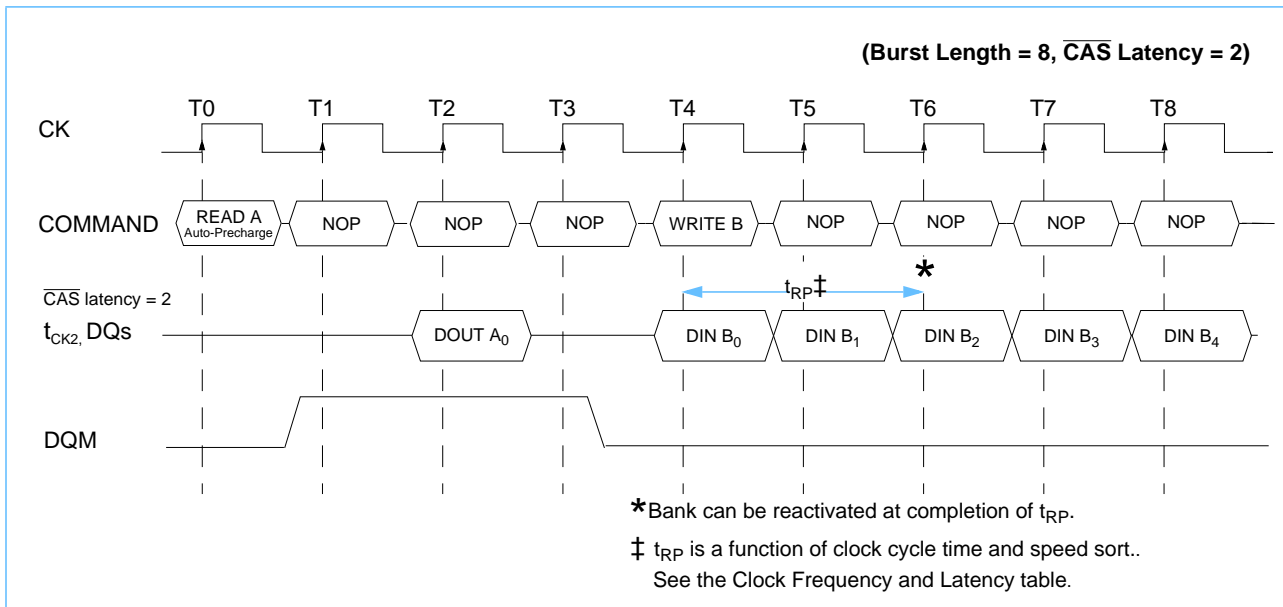 (Burst Length = 8, CAS Latency = 2)
T0 T1 T2 T3 T4 T5 T6 T7 T8
CK
COMMAND
READ A
Auto-Precharge
NOP NOP NOP WRITE B NOP NOP NOP NOP
*
tRP‡
CAS latency = 2
tCK2, DQs
DOUT A0 DIN B0 DIN B1 DIN B2 DIN B3 DIN B4
DQM
*Bank can be reactivated at completion of tRP.
‡ tRP is a function of clock cycle time and speed sort..
See the Clock Frequency and Latency table.